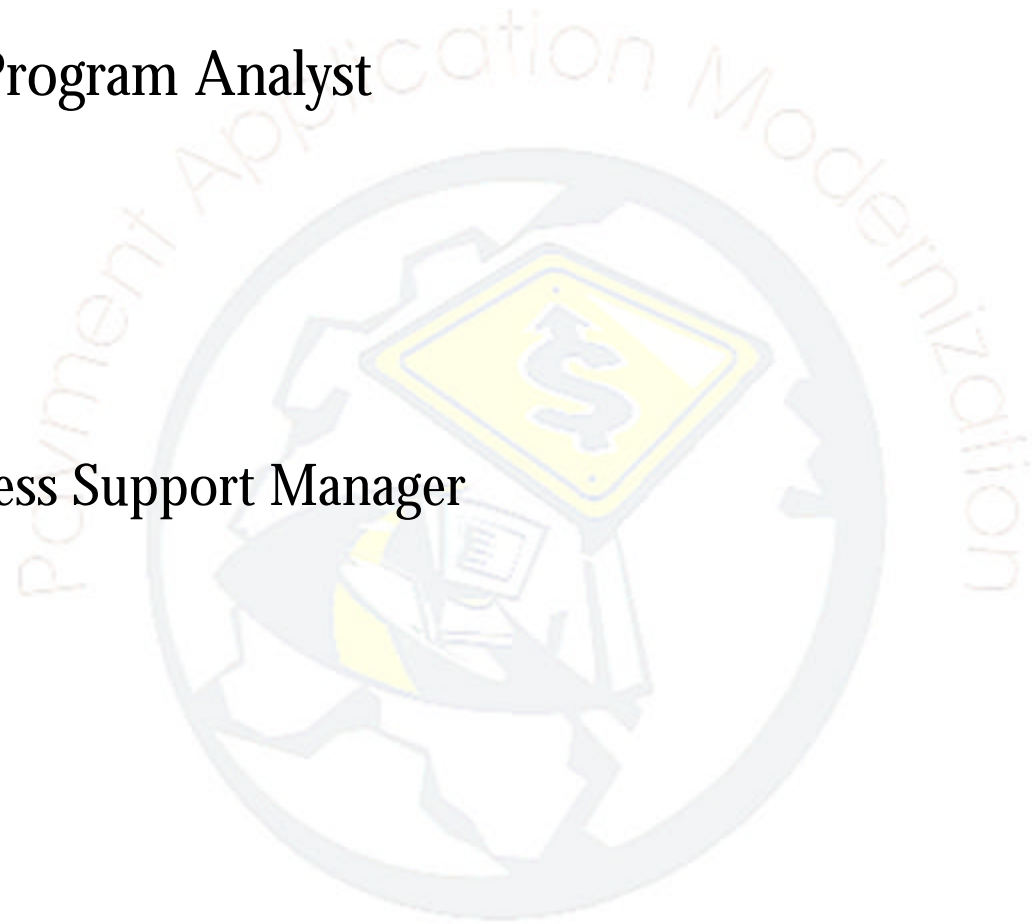 Payment Application Modernization
Program Analyst
ess Support Manager
$